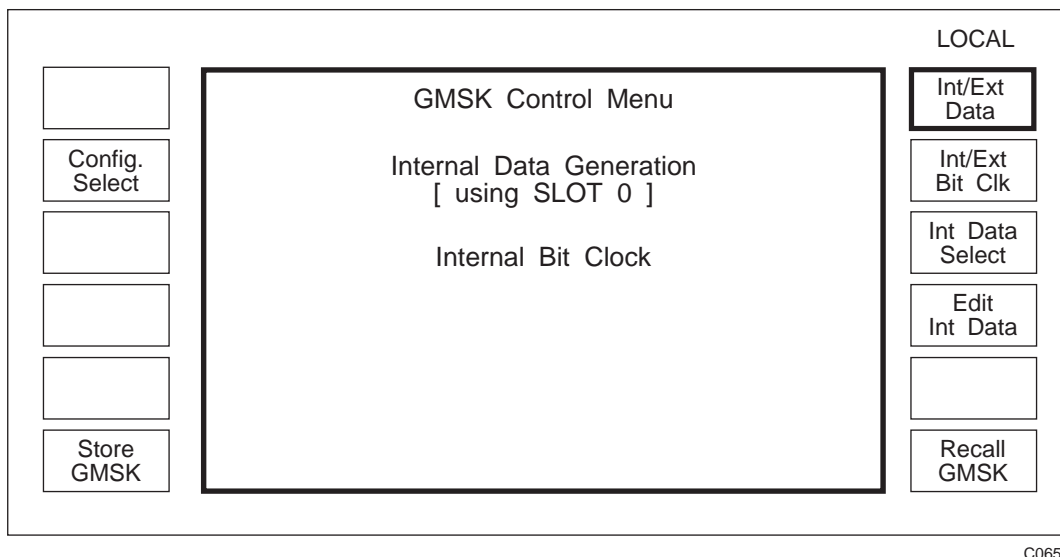 LOCAL
GMSK Control Menu
Internal Data Generation
[ using SLOT 0 ]
Internal Bit Clock
Config.
Select
Store
GMSK
Int/Ext
Data
Int/Ext
Bit Clk
Int Data
Select
Edit
Int Data
Recall
GMSK
C0656